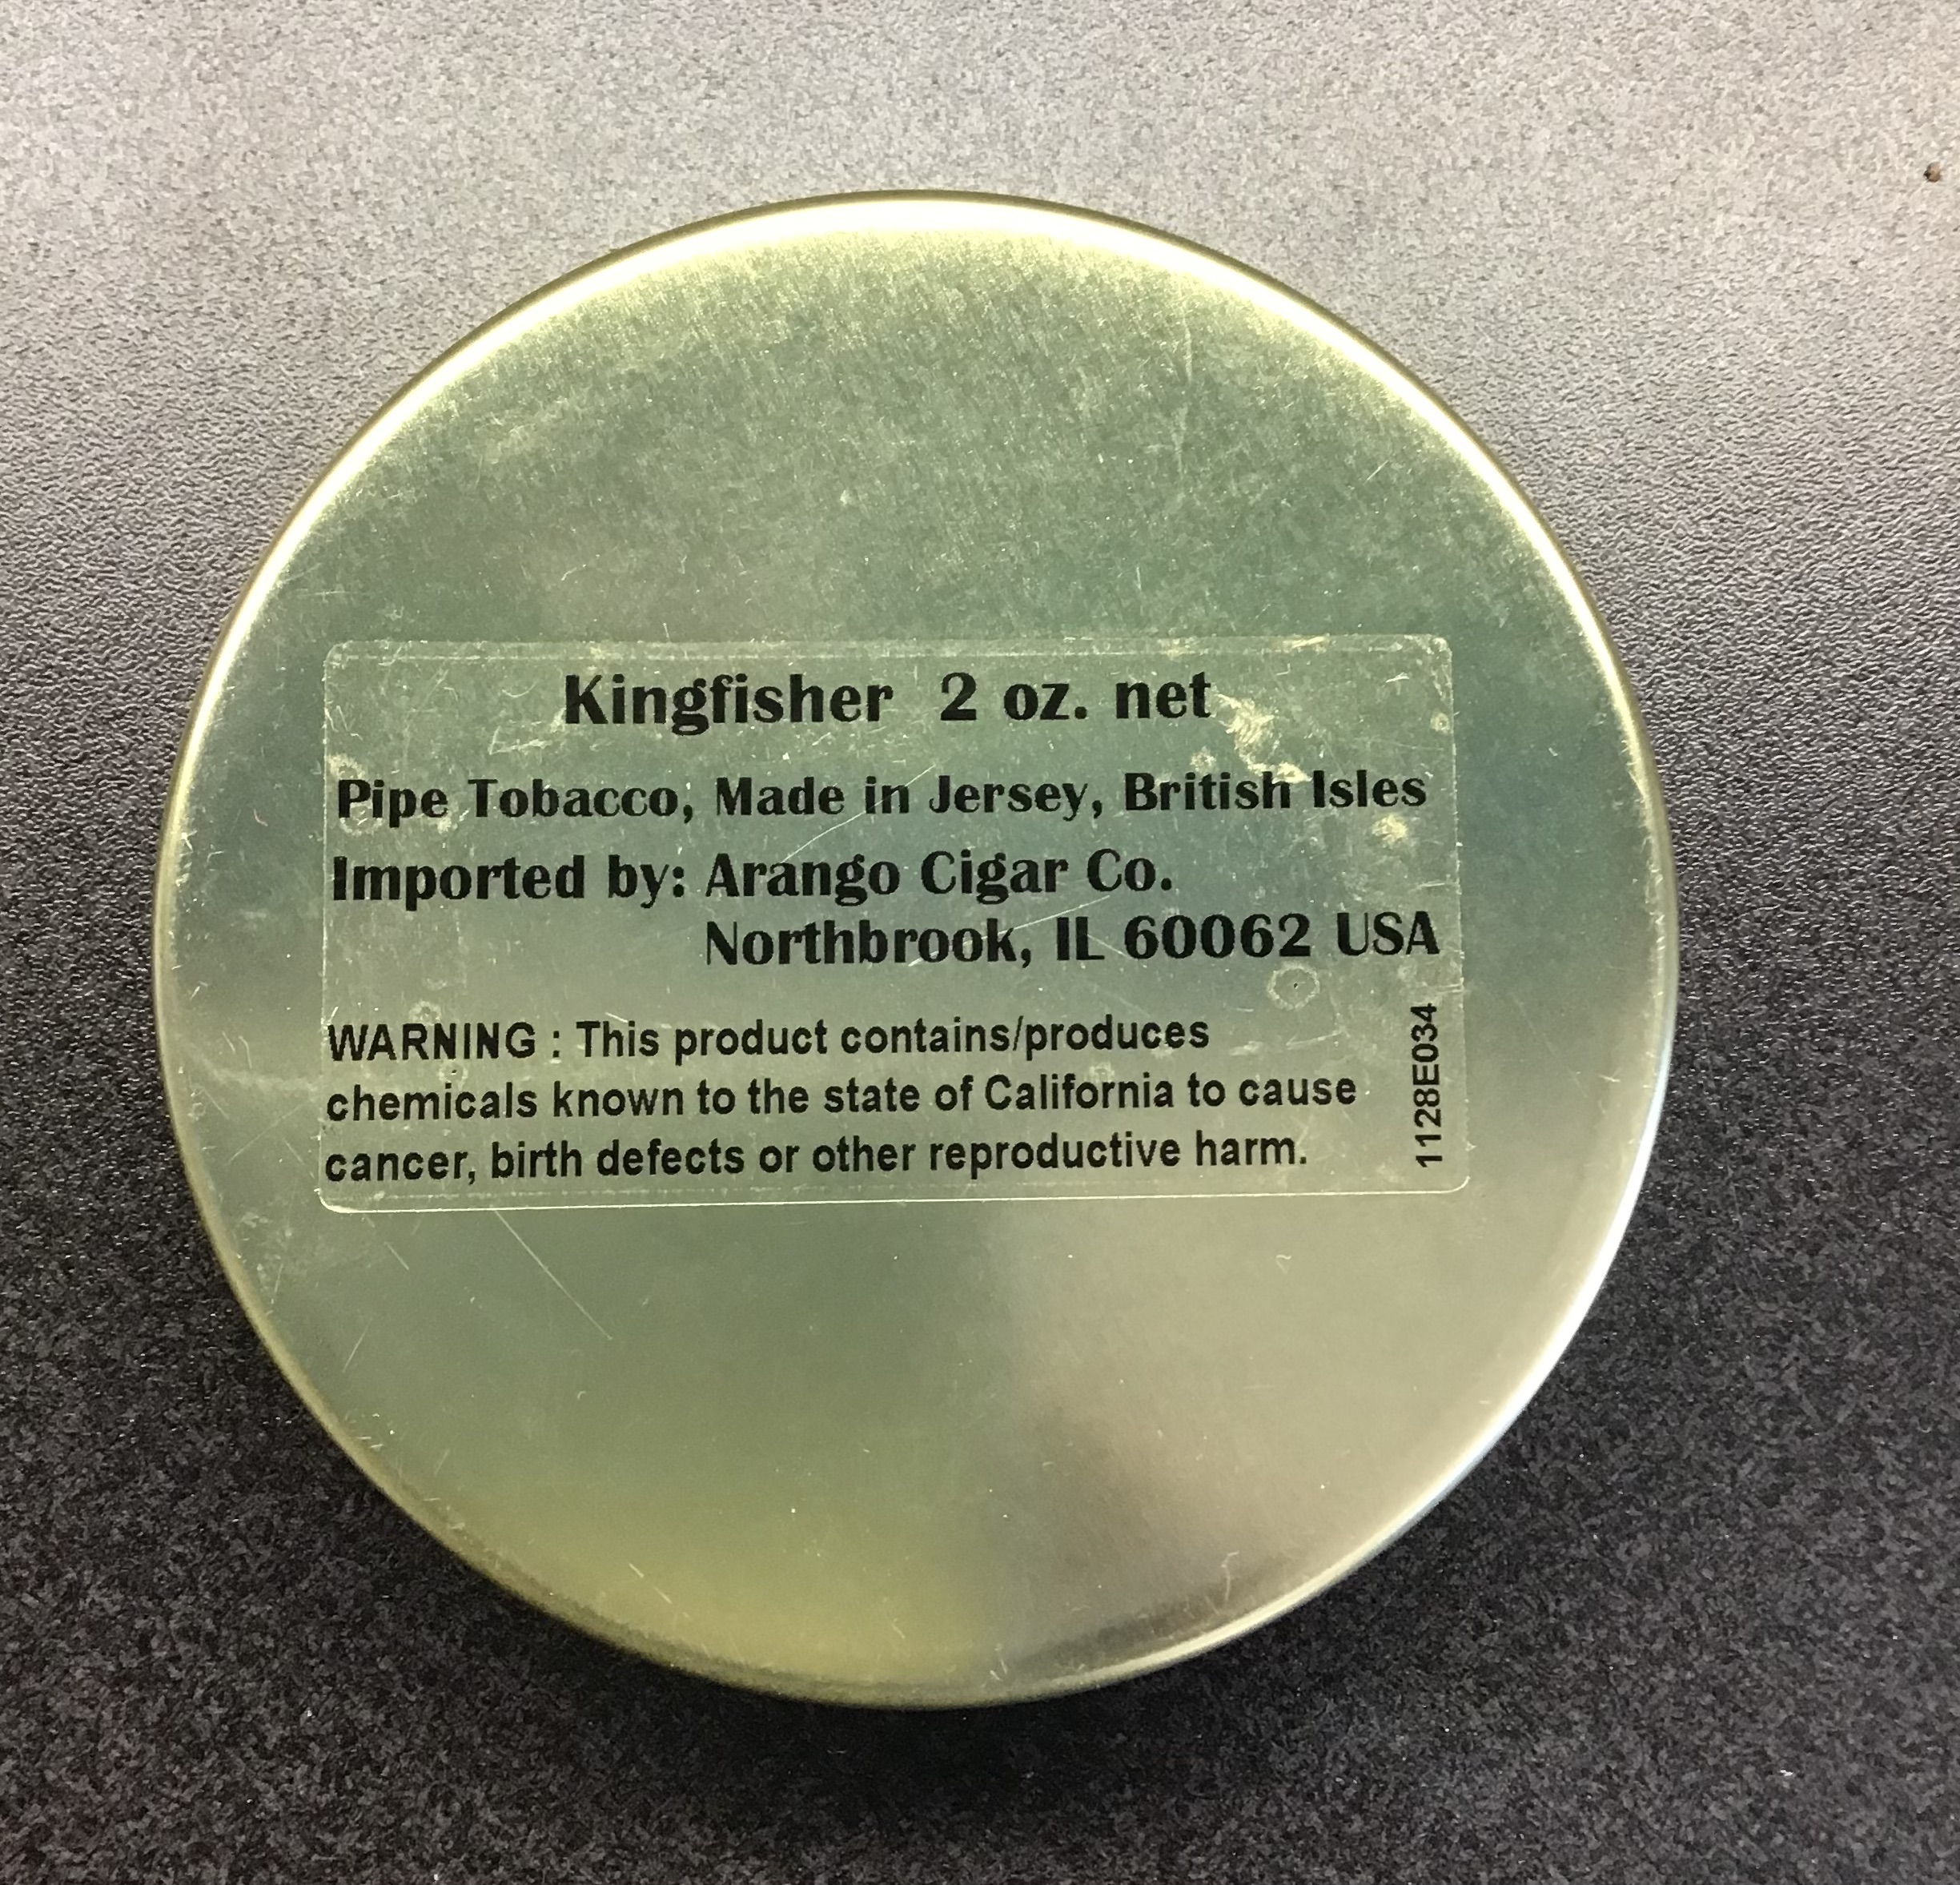 Kingfisher 2 oz. net
Pipe Tobacco, Made in Jersey, British Isles
Imported by: Arango Cigar Co.
Northbrook, IL 60062 USA
WARNING : This product contains/produces
chemicals known to the state of California to cause
cancer, birth defects or other reproductive harm.
1128E034